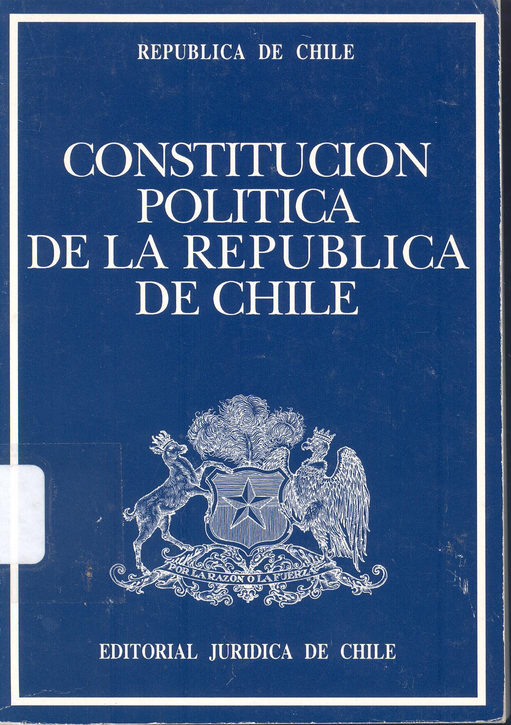 REPUBLICA DE CHILE
CONSTITUCION
POLITICA
DE LA REPUBLICA
DE CHILE
POR LA RAZON O LA FUERZA
EDITORIAL JURIDICA DE CHILE